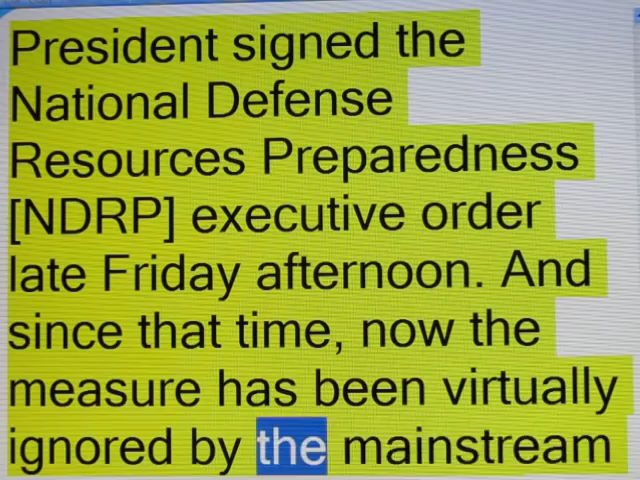 President signed the
National Defense
Resources Preparedness
[NDRP] executive order
late Friday afternoon. And
since that time, now the
measure has been virtually
ignored by the mainstream